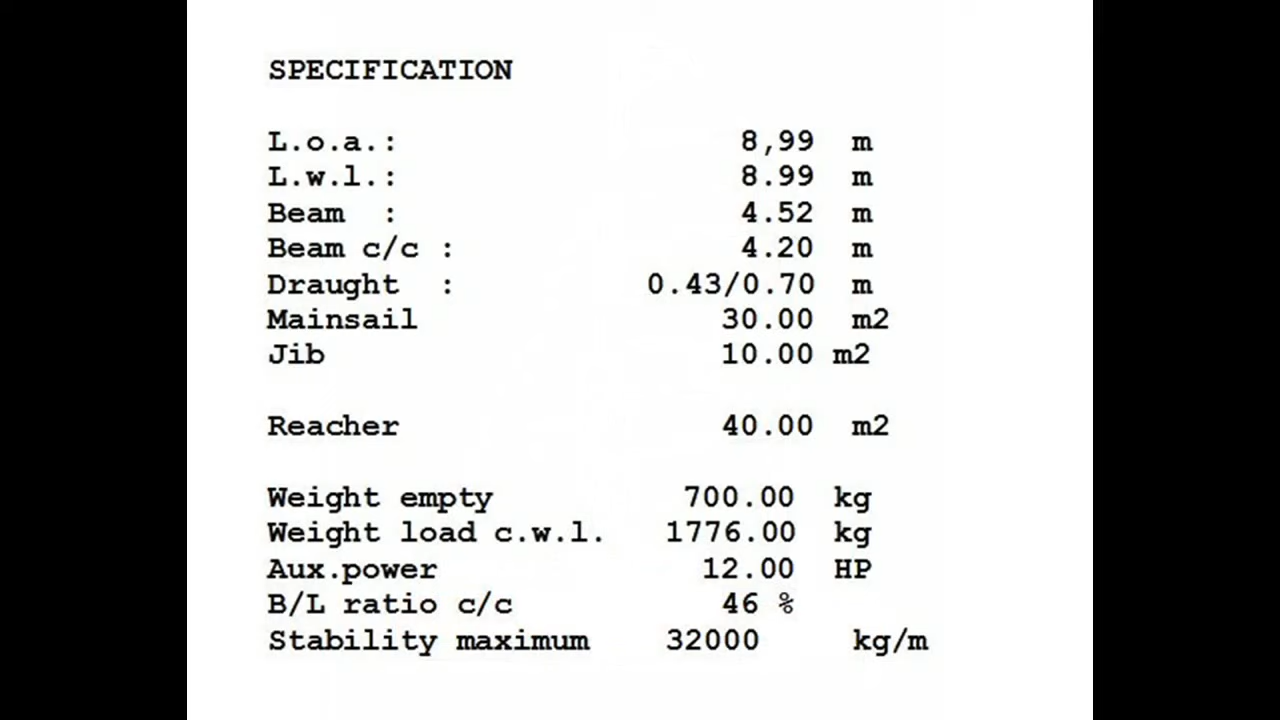 SPECIFICATION
L.o.a.: 8,99 m
L.w.l.: 8.99 m
Beam : 4.52 m
Beam c/c : 4.20 m
Draught : 0.43/0.70 m
Mainsail 30.00 m2
Jib 10.00 m2
Reacher 40.00 m2
Weight empty 700.00 kg
Weight load c.w.l. 1776.00 kg
Aux.power 12.00 HP
B/L ratio c/c 46 %
Stability maximum 32000 kg/m